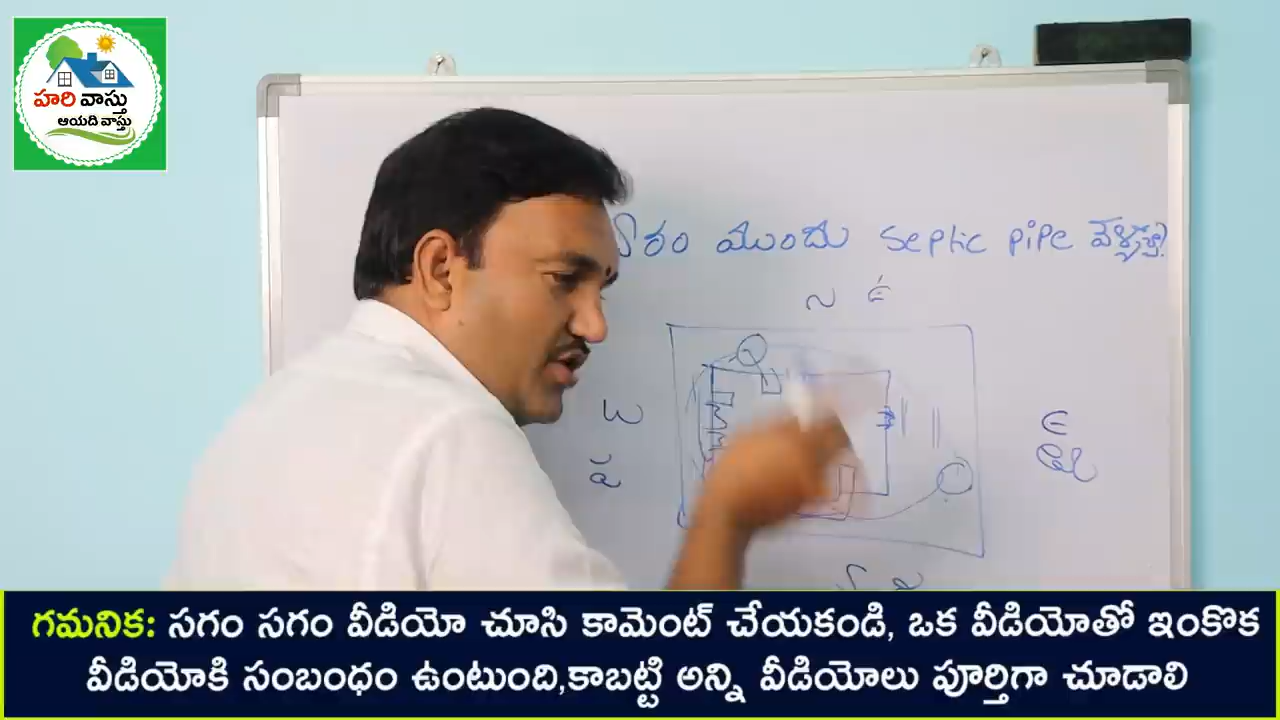 హరి వాస్తు
ఆయది వాస్తు
ముందు septic pipe
N ఉ
W
ప
E
తూ
S ద
గమనిక: సగం సగం వీడియో చూసి కామెంట్ చేయకండి, ఒక వీడియోతో ఇంకొక
వీడియోకి సంబంధం ఉంటుంది,కాబట్టి అన్ని వీడియోలు పూర్తిగా చూడాలి